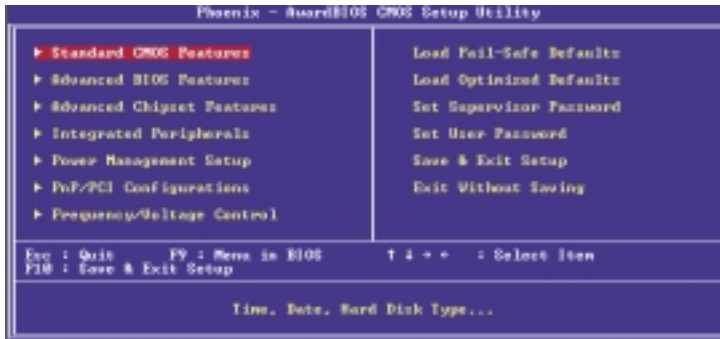 Phoenix - AwardBIOS CMOS Setup Utility
▶ Standard CMOS Features
▶ Advanced BIOS Features
▶ Advanced Chipset Features
▶ Integrated Peripherals
▶ Power Management Setup
▶ PnP/PCI Configurations
▶ Frequency/Voltage Control
Load Fail-Safe Defaults
Load Optimized Defaults
Set Supervisor Password
Set User Password
Save & Exit Setup
Exit Without Saving
Esc : Quit F9 : Menu in BIOS ↑ ↓ → ← : Select Item
F10 : Save & Exit Setup
Time, Date, Hard Disk Type...